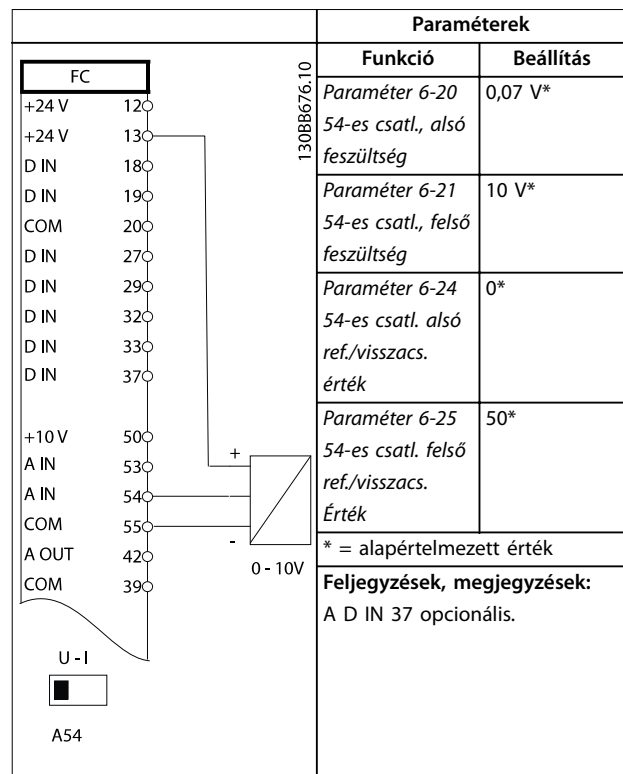 Paraméterek
FC
+24 V 12
+24 V 13
D IN 18
D IN 19
COM 20
D IN 27
D IN 29
D IN 32
D IN 33
D IN 37
+10 V 50
A IN 53
A IN 54
COM 55
A OUT 42
COM 39
+
-
0 - 10V
U - I
A54
130BB676.10
Funkció Beállítás
Paraméter 6-20 0,07 V*
54-es csatl., alsó
feszültség
Paraméter 6-21 10 V*
54-es csatl., felső
feszültség
Paraméter 6-24 0*
54-es csatl. alsó
ref./visszacs.
érték
Paraméter 6-25 50*
54-es csatl. felső
ref./visszacs.
Érték
* = alapértelmezett érték
Feljegyzések, megjegyzések:
A D IN 37 opcionális.